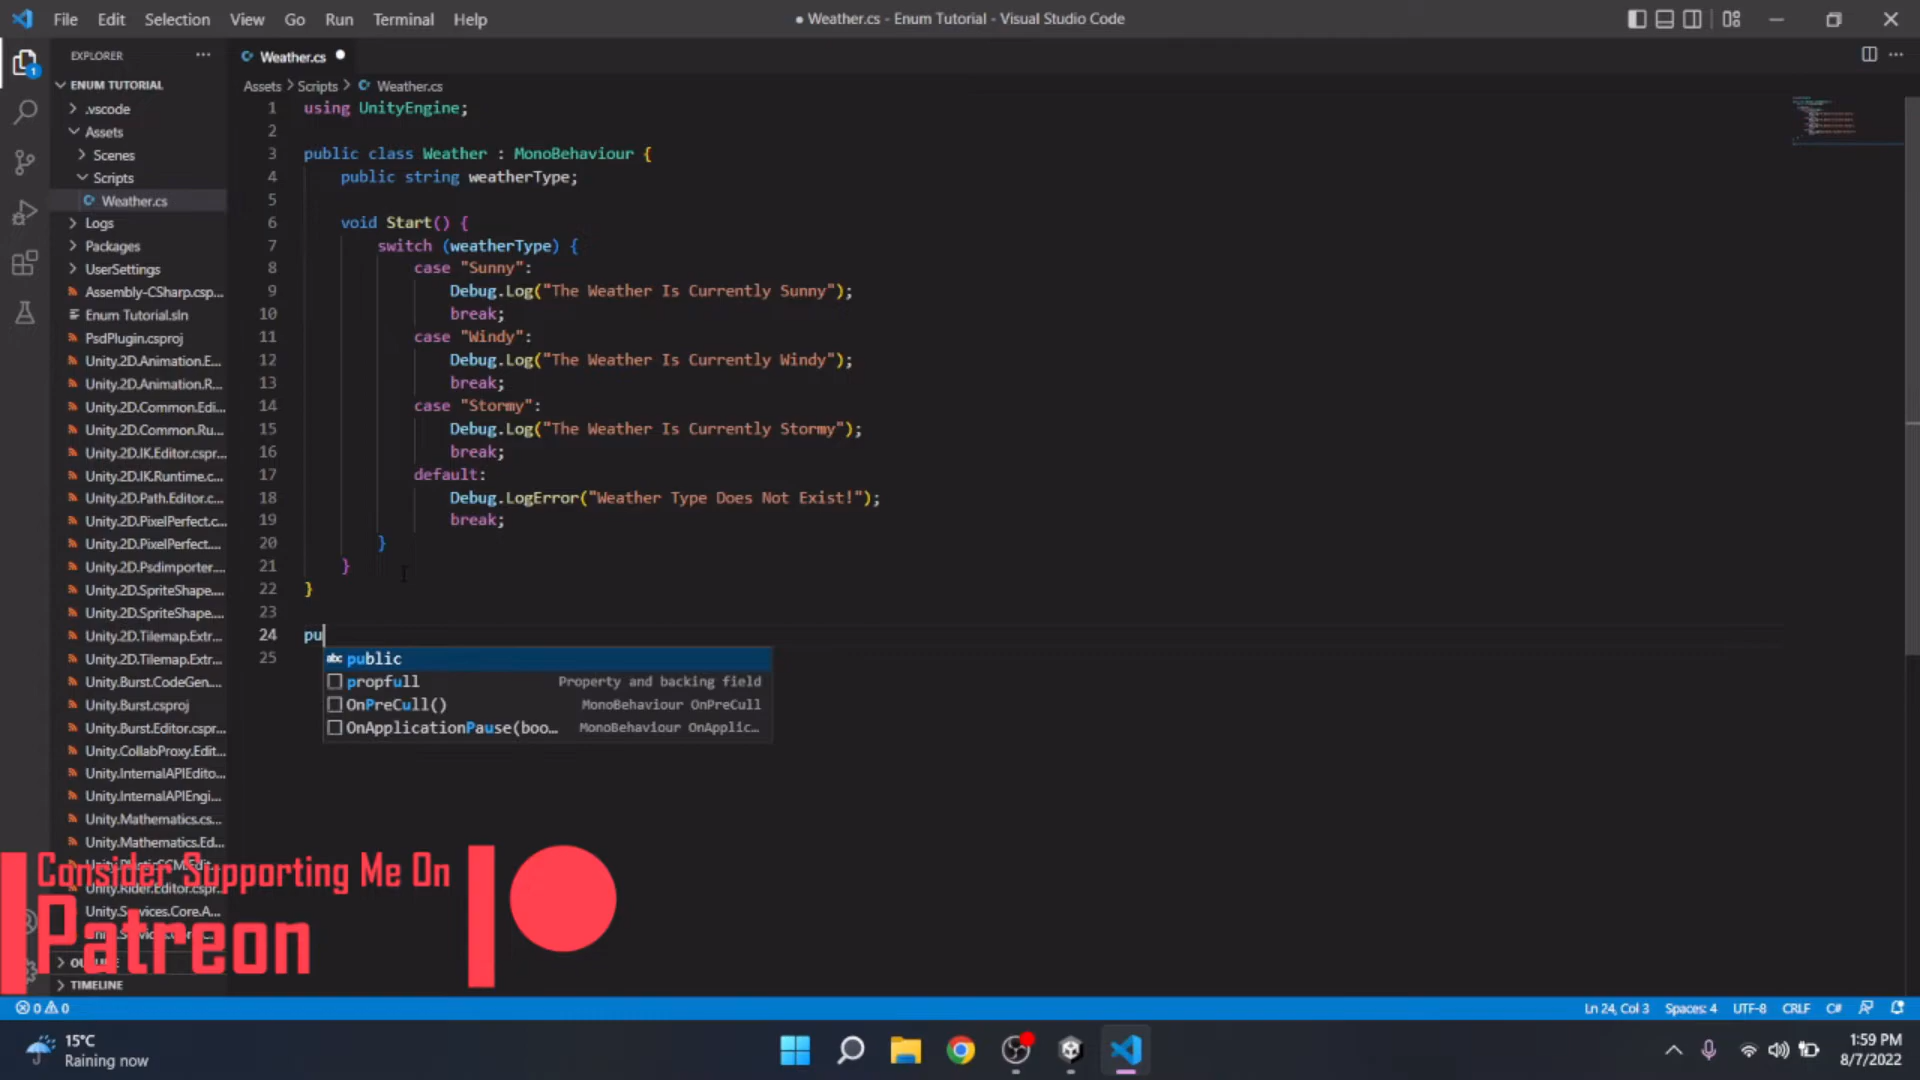 File Edit Selection View Go Run Terminal Help
● Weather.cs - Enum Tutorial - Visual Studio Code
EXPLORER ···
Weather.cs ●
ENUM TUTORIAL
Assets > Scripts > Weather.cs
.vscode
Assets
Scenes
Scripts
Weather.cs
Logs
Packages
UserSettings
Assembly-CSharp.csp...
Enum Tutorial.sln
PsdPlugin.csproj
Unity.2D.Animation.E...
Unity.2D.Animation.R...
Unity.2D.Common.Edi...
Unity.2D.Common.Ru...
Unity.2D.IK.Editor.cspr...
Unity.2D.IK.Runtime.c...
Unity.2D.Path.Editor.c...
Unity.2D.PixelPerfect.c...
Unity.2D.PixelPerfect....
Unity.2D.Psdimporter....
Unity.2D.SpriteShape....
Unity.2D.SpriteShape....
Unity.2D.Tilemap.Extr...
Unity.2D.Tilemap.Extr...
Unity.Burst.CodeGen....
Unity.Burst.csproj
Unity.Burst.Editor.cspr...
Unity.CollabProxy.Edit...
Unity.InternalAPIEdito...
Unity.InternalAPIEngi...
Unity.Mathematics.cs...
Unity.Mathematics.Ed...
Unity.Rider.Editor.cspr...
Unity.Services.Core.A...
TIMELINE
1 using UnityEngine;
2
3 public class Weather : MonoBehaviour {
4 public string weatherType;
5
6 void Start() {
7 switch (weatherType) {
8 case "Sunny":
9 Debug.Log("The Weather Is Currently Sunny");
10 break;
11 case "Windy":
12 Debug.Log("The Weather Is Currently Windy");
13 break;
14 case "Stormy":
15 Debug.Log("The Weather Is Currently Stormy");
16 break;
17 default:
18 Debug.LogError("Weather Type Does Not Exist!");
19 break;
20 }
21 }
22 }
23
24 pu
25
abc public
propfull Property and backing field
OnPreCull() MonoBehaviour OnPreCull
OnApplicationPause(boo... MonoBehaviour OnApplic...
Consider Supporting Me On
Patreon
0 0
Ln 24, Col 3 Spaces: 4 UTF-8 CRLF C#
15°C
Raining now
1:59 PM
8/7/2022